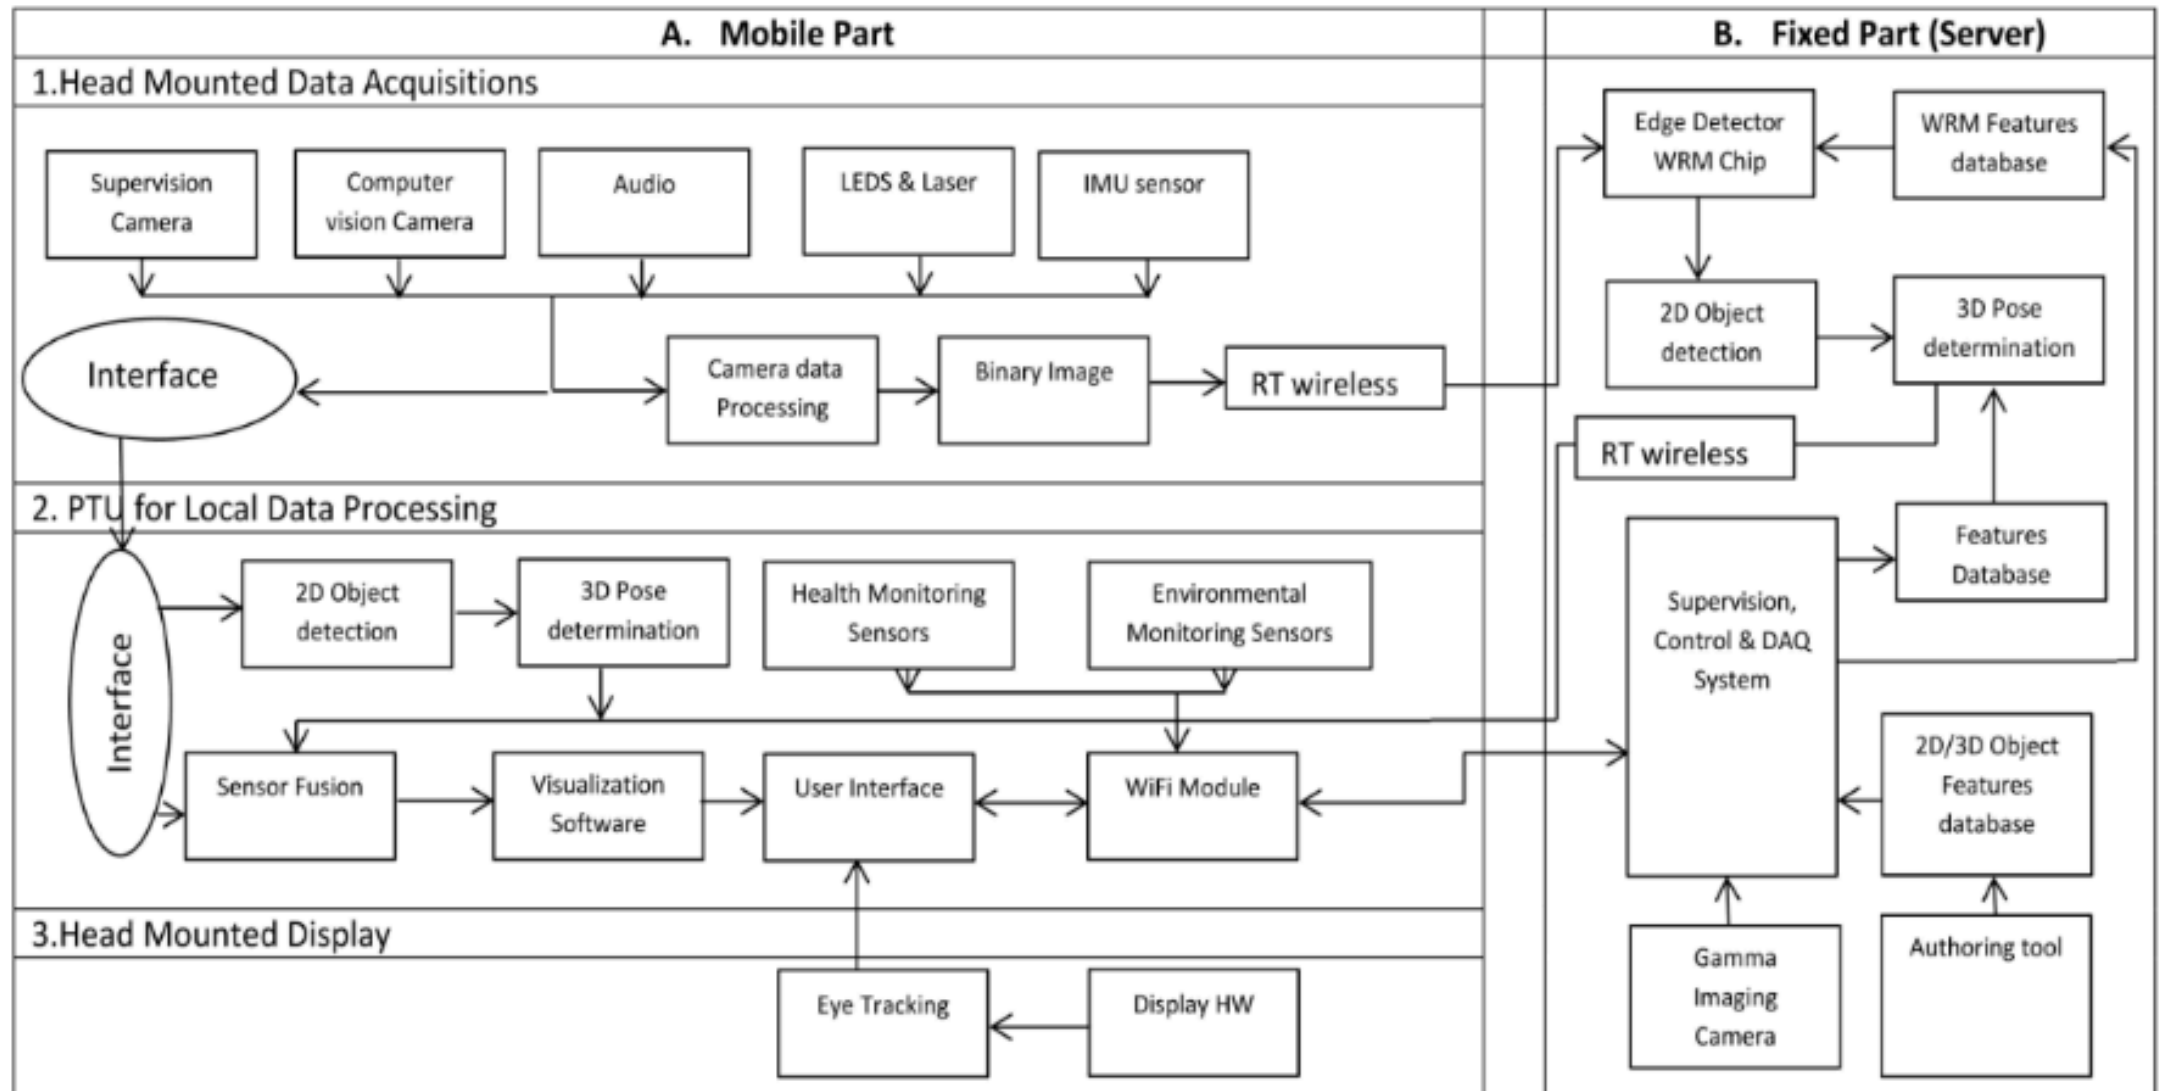 A. Mobile Part
B. Fixed Part (Server)
1.Head Mounted Data Acquisitions
Supervision
Camera
Computer
vision Camera
Audio
LEDS & Laser
IMU sensor
Interface
Camera data
Processing
Binary Image
RT wireless
2. PTU for Local Data Processing
Interface
2D Object
detection
3D Pose
determination
Health Monitoring
Sensors
Environmental
Monitoring Sensors
Sensor Fusion
Visualization
Software
User Interface
WiFi Module
3.Head Mounted Display
Eye Tracking
Display HW
Edge Detector
WRM Chip
WRM Features
database
2D Object
detection
3D Pose
determination
RT wireless
Features
Database
Supervision,
Control & DAQ
System
2D/3D Object
Features
database
Gamma
Imaging
Camera
Authoring tool